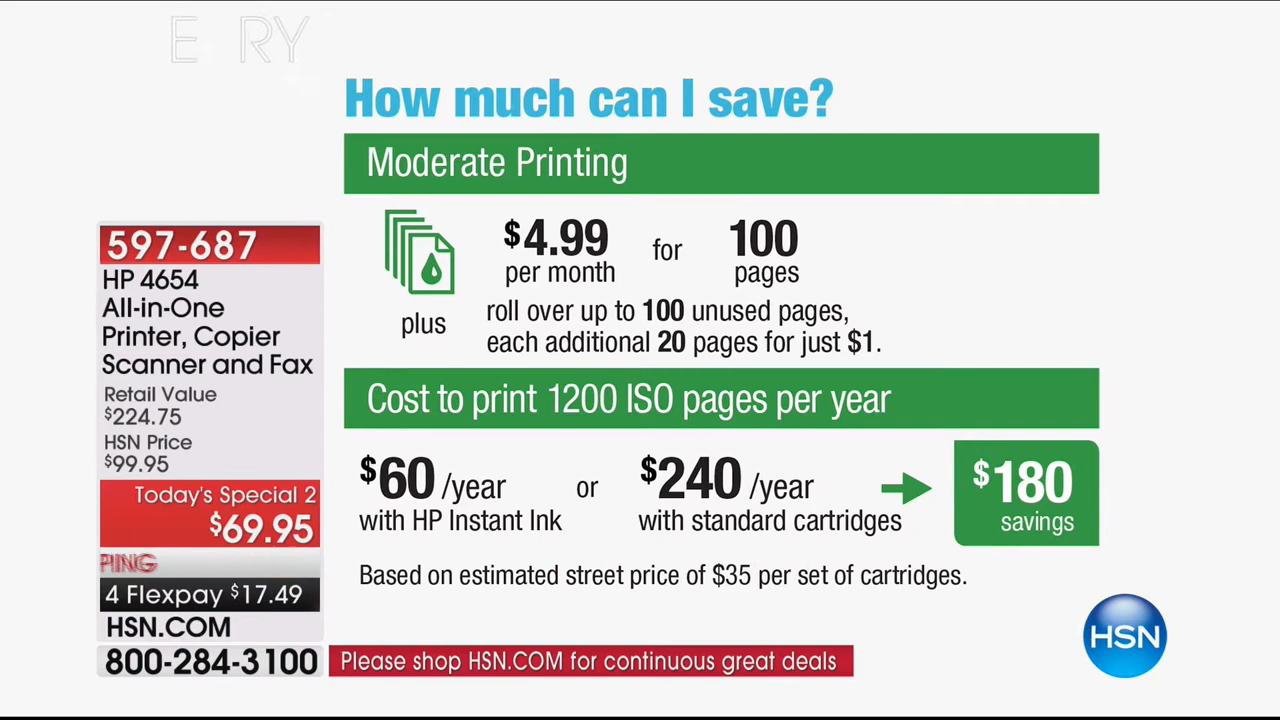 How much can I save?
Moderate Printing
$4.99 for 100
per month pages
plus
roll over up to 100 unused pages,
each additional 20 pages for just $1.
Cost to print 1200 ISO pages per year
$60/year or $240/year $180
with HP Instant Ink with standard cartridges savings
Based on estimated street price of $35 per set of cartridges.
597-687
HP 4654
All-in-One
Printer, Copier
Scanner and Fax
Retail Value
$224.75
HSN Price
$99.95
Today's Special 2
$69.95
4 Flexpay $17.49
HSN.COM
800-284-3100
Please shop HSN.COM for continuous great deals
HSN